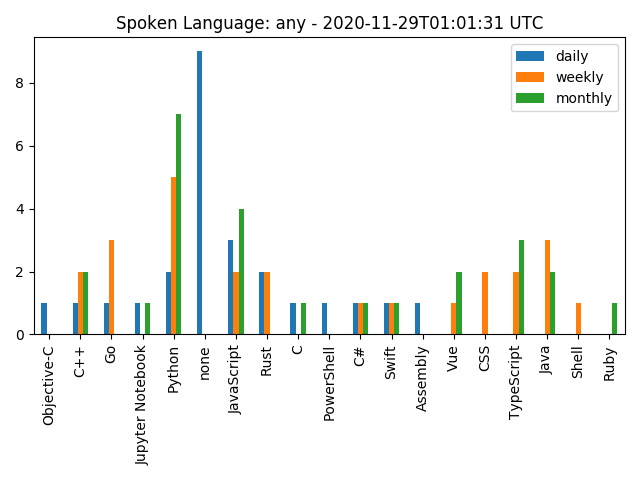 Spoken Language: any - 2020-11-29T01:01:31 UTC
daily
weekly
monthly
8
6
4
2
0
Objective-C
C++
Go
Jupyter Notebook
Python
none
JavaScript
Rust
C
PowerShell
C#
Swift
Assembly
Vue
CSS
TypeScript
Java
Shell
Ruby